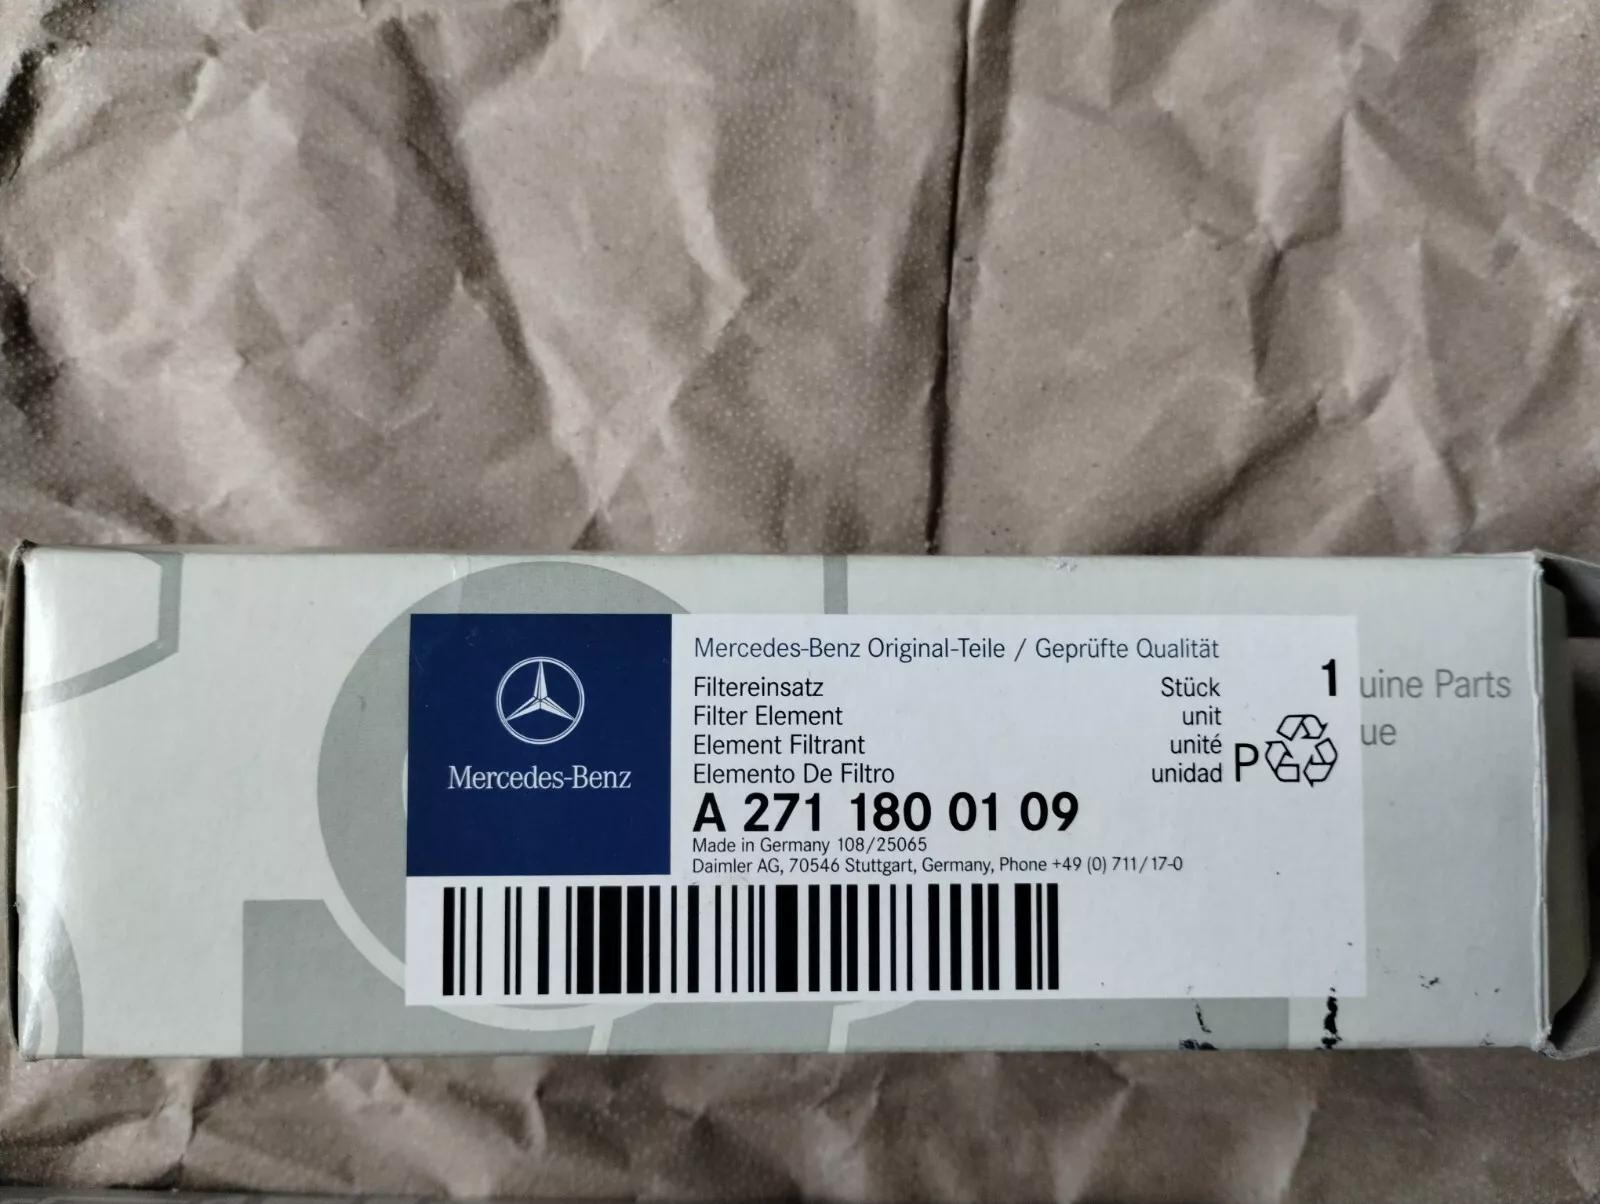 Mercedes-Benz
Mercedes-Benz Original-Teile / Geprüfte Qualität
Filtereinsatz Stück 1
Filter Element unit
Element Filtrant unité
Elemento De Filtro unidad P
A 271 180 01 09
Made in Germany 108/25065
Daimler AG, 70546 Stuttgart, Germany, Phone +49 (0) 711/17-0
uine Parts
ue